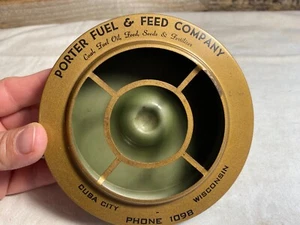 PORTER FUEL & FEED COMPANY
Coal, Fuel Oil, Feed, Seeds & Fertilizer
CUBA CITY WISCONSIN
PHONE 109B